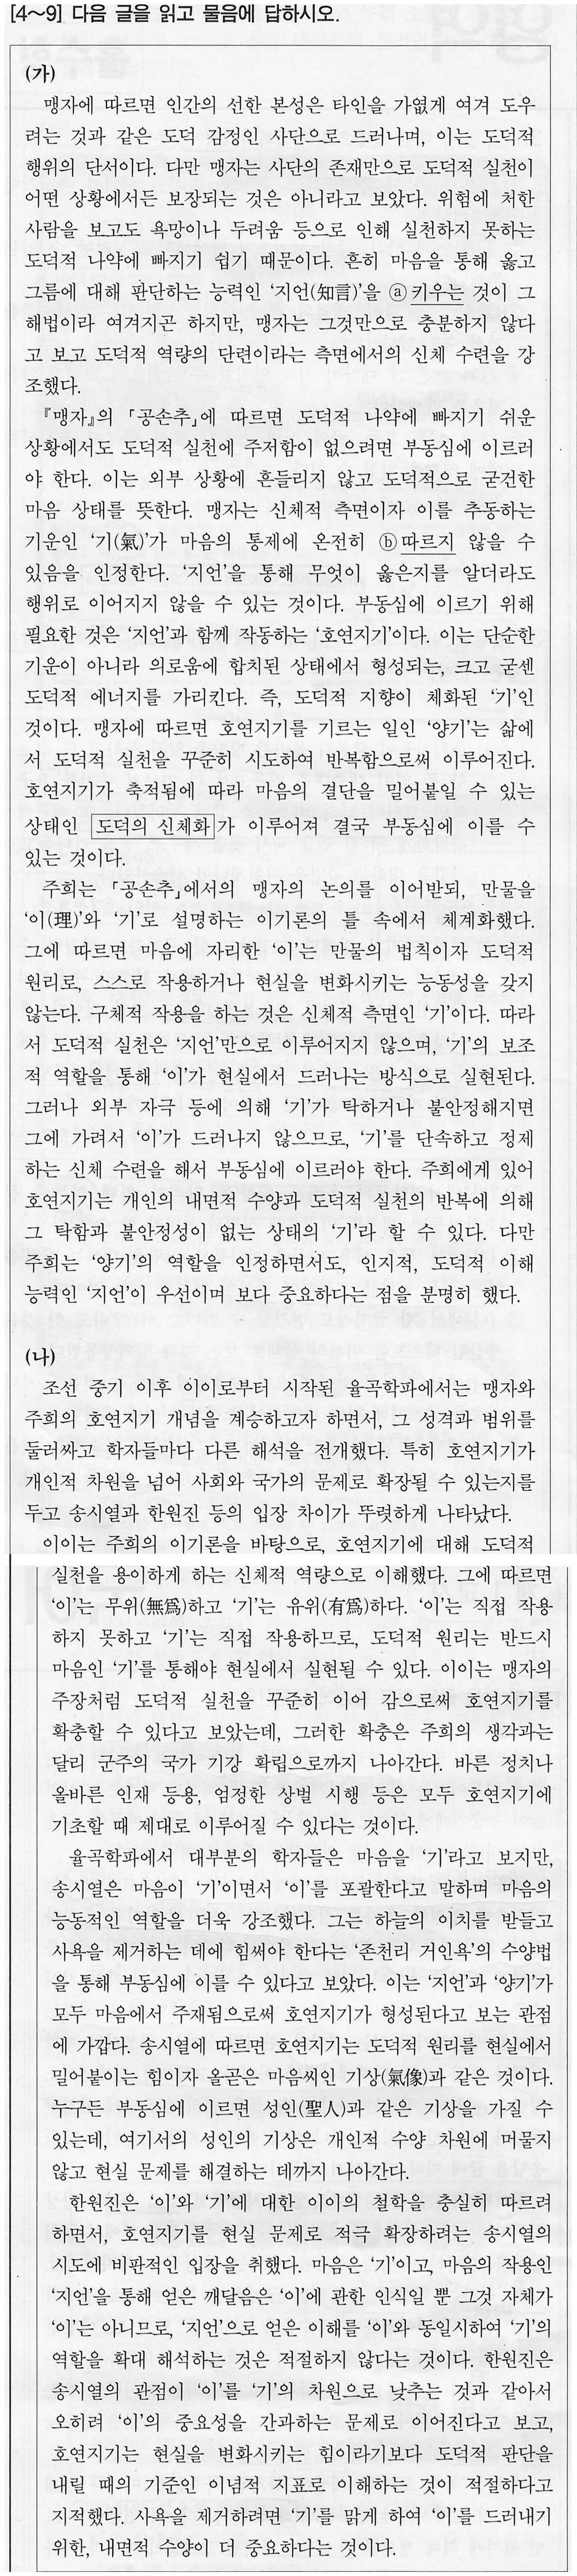 [4～9] 다음 글을 읽고 물음에 답하시오.
(가)
맹자에 따르면 인간의 선한 본성은 타인을 가엾게 여겨 도우
려는 것과 같은 도덕 감정인 사단으로 드러나며, 이는 도덕적
행위의 단서이다. 다만 맹자는 사단의 존재만으로 도덕적 실천이
어떤 상황에서든 보장되는 것은 아니라고 보았다. 위험에 처한
사람을 보고도 욕망이나 두려움 등으로 인해 실천하지 못하는
도덕적 나약에 빠지기 쉽기 때문이다. 흔히 마음을 통해 옳고
그름에 대해 판단하는 능력인 ‘지언(知言)’을 ⓐ키우는 것이 그
해법이라 여겨지곤 하지만, 맹자는 그것만으로 충분하지 않다
고 보고 도덕적 역량의 단련이라는 측면에서의 신체 수련을 강
조했다.
『맹자』의 「공손추」에 따르면 도덕적 나약에 빠지기 쉬운
상황에서도 도덕적 실천에 주저함이 없으려면 부동심에 이르러
야 한다. 이는 외부 상황에 흔들리지 않고 도덕적으로 굳건한
마음 상태를 뜻한다. 맹자는 신체적 측면이자 이를 추동하는
기운인 ‘기(氣)’가 마음의 통제에 온전히 ⓑ따르지 않을 수
있음을 인정한다. ‘지언’을 통해 무엇이 옳은지를 알더라도
행위로 이어지지 않을 수 있는 것이다. 부동심에 이르기 위해
필요한 것은 ‘지언’과 함께 작동하는 ‘호연지기’이다. 이는 단순한
기운이 아니라 의로움에 합치된 상태에서 형성되는, 크고 굳센
도덕적 에너지를 가리킨다. 즉, 도덕적 지향이 체화된 ‘기’인
것이다. 맹자에 따르면 호연지기를 기르는 일인 ‘양기’는 삶에
서 도덕적 실천을 꾸준히 시도하여 반복함으로써 이루어진다.
호연지기가 축적됨에 따라 마음의 결단을 밀어붙일 수 있는
상태인 도덕의 신체화가 이루어져 결국 부동심에 이를 수
있는 것이다.
주희는 「공손추」에서의 맹자의 논의를 이어받되, 만물을
‘이(理)’와 ‘기’로 설명하는 이기론의 틀 속에서 체계화했다.
그에 따르면 마음에 자리한 ‘이’는 만물의 법칙이자 도덕적
원리로, 스스로 작용하거나 현실을 변화시키는 능동성을 갖지
않는다. 구체적 작용을 하는 것은 신체적 측면인 ‘기’이다. 따라
서 도덕적 실천은 ‘지언’만으로 이루어지지 않으며, ‘기’의 보조
적 역할을 통해 ‘이’가 현실에서 드러나는 방식으로 실현된다.
그러나 외부 자극 등에 의해 ‘기’가 탁하거나 불안정해지면
그에 가려서 ‘이’가 드러나지 않으므로, ‘기’를 단속하고 정제
하는 신체 수련을 해서 부동심에 이르러야 한다. 주희에게 있어
호연지기는 개인의 내면적 수양과 도덕적 실천의 반복에 의해
그 탁함과 불안정성이 없는 상태의 ‘기’라 할 수 있다. 다만
주희는 ‘양기’의 역할을 인정하면서도, 인지적, 도덕적 이해
능력인 ‘지언’이 우선이며 보다 중요하다는 점을 분명히 했다.
(나)
조선 중기 이후 이이로부터 시작된 율곡학파에서는 맹자와
주희의 호연지기 개념을 계승하고자 하면서, 그 성격과 범위를
둘러싸고 학자들마다 다른 해석을 전개했다. 특히 호연지기가
개인적 차원을 넘어 사회와 국가의 문제로 확장될 수 있는지를
두고 송시열과 한원진 등의 입장 차이가 뚜렷하게 나타났다.
이이는 주희의 이기론을 바탕으로, 호연지기에 대해 도덕적
실천을 용이하게 하는 신체적 역량으로 이해했다. 그에 따르면
‘이’는 무위(無爲)하고 ‘기’는 유위(有爲)하다. ‘이’는 직접 작용
하지 못하고 ‘기’는 직접 작용하므로, 도덕적 원리는 반드시
마음인 ‘기’를 통해야 현실에서 실현될 수 있다. 이이는 맹자의
주장처럼 도덕적 실천을 꾸준히 이어 감으로써 호연지기를
확충할 수 있다고 보았는데, 그러한 확충은 주희의 생각과는
달리 군주의 국가 기강 확립으로까지 나아간다. 바른 정치나
올바른 인재 등용, 엄정한 상벌 시행 등은 모두 호연지기에
기초할 때 제대로 이루어질 수 있다는 것이다.
율곡학파에서 대부분의 학자들은 마음을 ‘기’라고 보지만,
송시열은 마음이 ‘기’이면서 ‘이’를 포괄한다고 말하며 마음의
능동적인 역할을 더욱 강조했다. 그는 하늘의 이치를 받들고
사욕을 제거하는 데에 힘써야 한다는 ‘존천리 거인욕’의 수양법
을 통해 부동심에 이를 수 있다고 보았다. 이는 ‘지언’과 ‘양기’가
모두 마음에서 주재됨으로써 호연지기가 형성된다고 보는 관점
에 가깝다. 송시열에 따르면 호연지기는 도덕적 원리를 현실에서
밀어붙이는 힘이자 올곧은 마음씨인 기상(氣像)과 같은 것이다.
누구든 부동심에 이르면 성인(聖人)과 같은 기상을 가질 수
있는데, 여기서의 성인의 기상은 개인적 수양 차원에 머물지
않고 현실 문제를 해결하는 데까지 나아간다.
한원진은 ‘이’와 ‘기’에 대한 이이의 철학을 충실히 따르려
하면서, 호연지기를 현실 문제로 적극 확장하려는 송시열의
시도에 비판적인 입장을 취했다. 마음은 ‘기’이고, 마음의 작용인
‘지언’을 통해 얻은 깨달음은 ‘이’에 관한 인식일 뿐 그것 자체가
‘이’는 아니므로, ‘지언’으로 얻은 이해를 ‘이’와 동일시하여 ‘기’의
역할을 확대 해석하는 것은 적절하지 않다는 것이다. 한원진은
송시열의 관점이 ‘이’를 ‘기’의 차원으로 낮추는 것과 같아서
오히려 ‘이’의 중요성을 간과하는 문제로 이어진다고 보고,
호연지기는 현실을 변화시키는 힘이라기보다 도덕적 판단을
내릴 때의 기준인 이념적 지표로 이해하는 것이 적절하다고
지적했다. 사욕을 제거하려면 ‘기’를 맑게 하여 ‘이’를 드러내기
위한, 내면적 수양이 더 중요하다는 것이다.